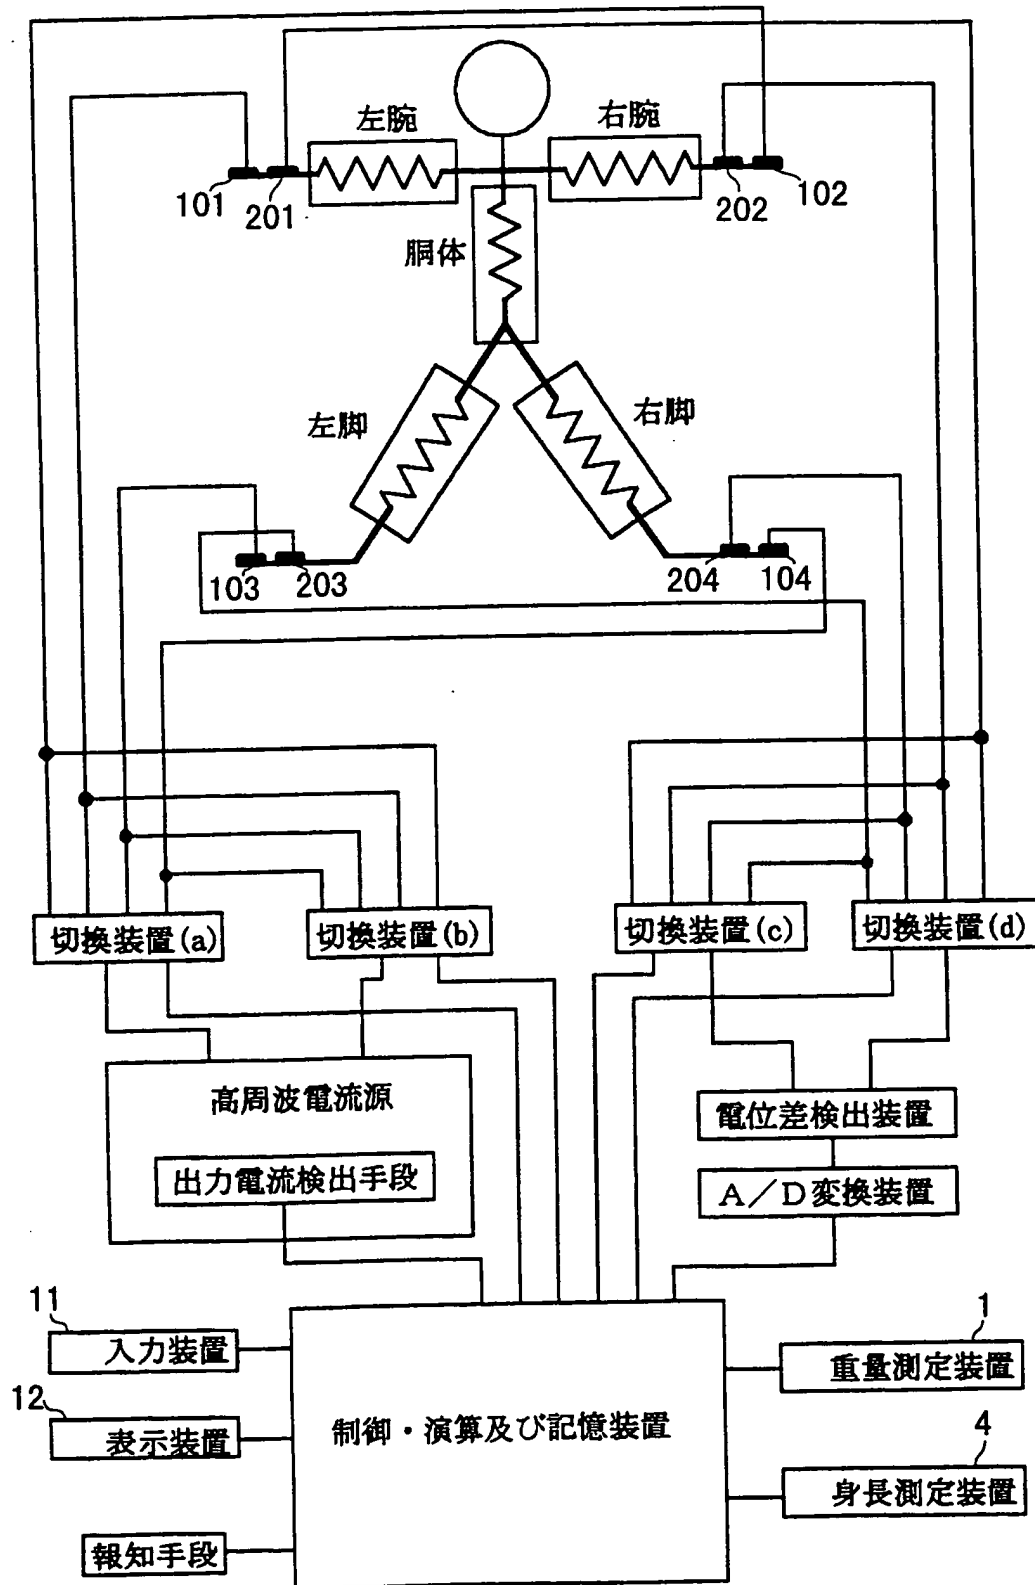 左腕
右腕
101
201
202
102
胴体
左脚
右脚
103
203
204
104
切換装置(a)
切換装置(b)
切換装置(c)
切換装置(d)
高周波電流源
出力電流検出手段
電位差検出装置
A/D変換装置
11
入力装置
12
表示装置
報知手段
制御・演算及び記憶装置
1
重量測定装置
4
身長測定装置